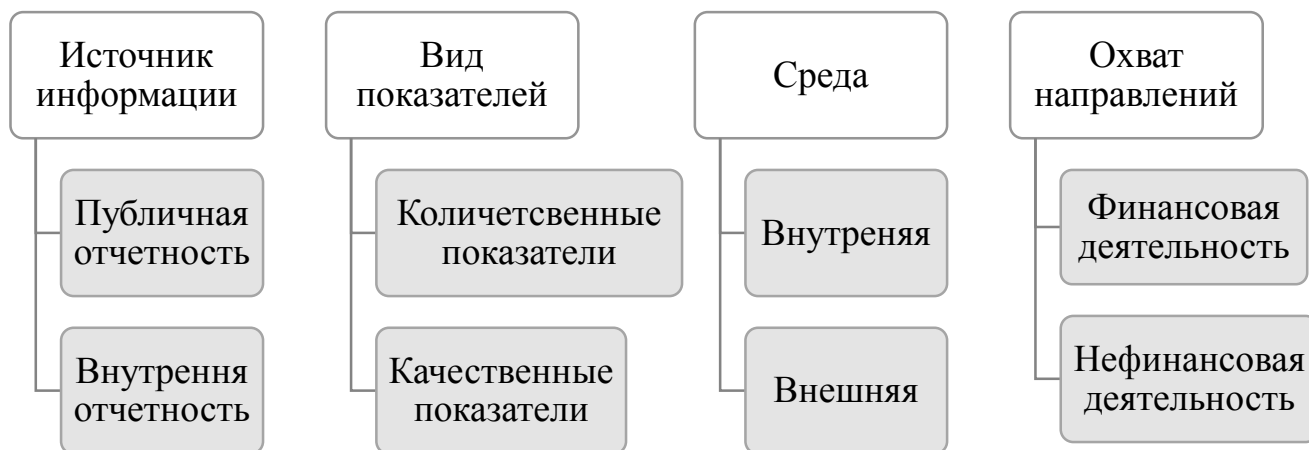 Источник
информации
Публичная
отчетность
Внутрення
отчетность
Вид
показателей
Количетсвенные
показатели
Качественные
показатели
Среда
Внутреняя
Внешняя
Охват
направлений
Финансовая
деятельность
Нефинансовая
деятельность